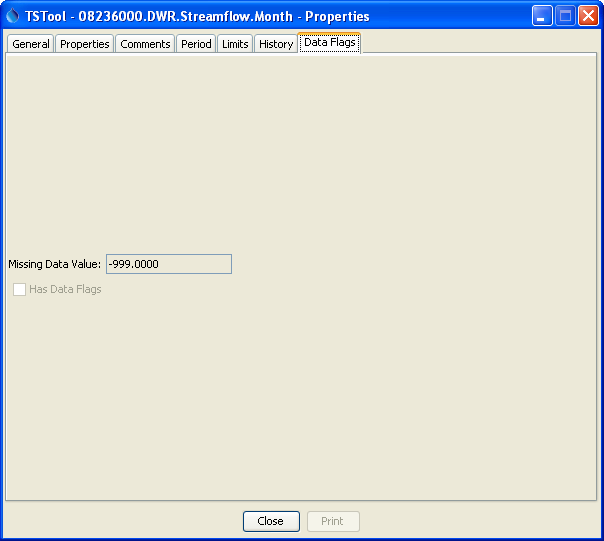 TSTool - 08236000.DWR.Streamflow.Month - Properties
General Properties Comments Period Limits History Data Flags
Missing Data Value: -999.0000
Has Data Flags
Close Print